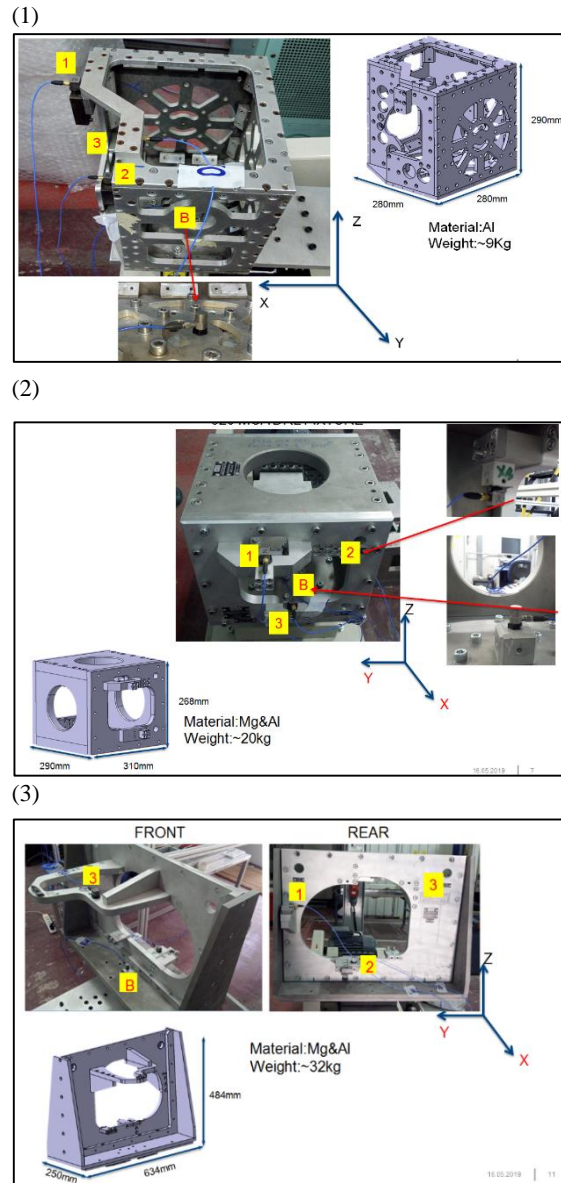 (1)
1
3
2
B
290mm
280mm
280mm
Material:Al
Weight:~9Kg
Z
X
Y
(2)
1
2
B
3
Z
Y
X
268mm
Material:Mg&Al
Weight:~20kg
290mm
310mm
16.05.2019 | 7
(3)
FRONT
REAR
3
B
1
3
2
Z
Y
X
Material:Mg&Al
Weight:~32kg
484mm
250mm
634mm
16.05.2019 | 11